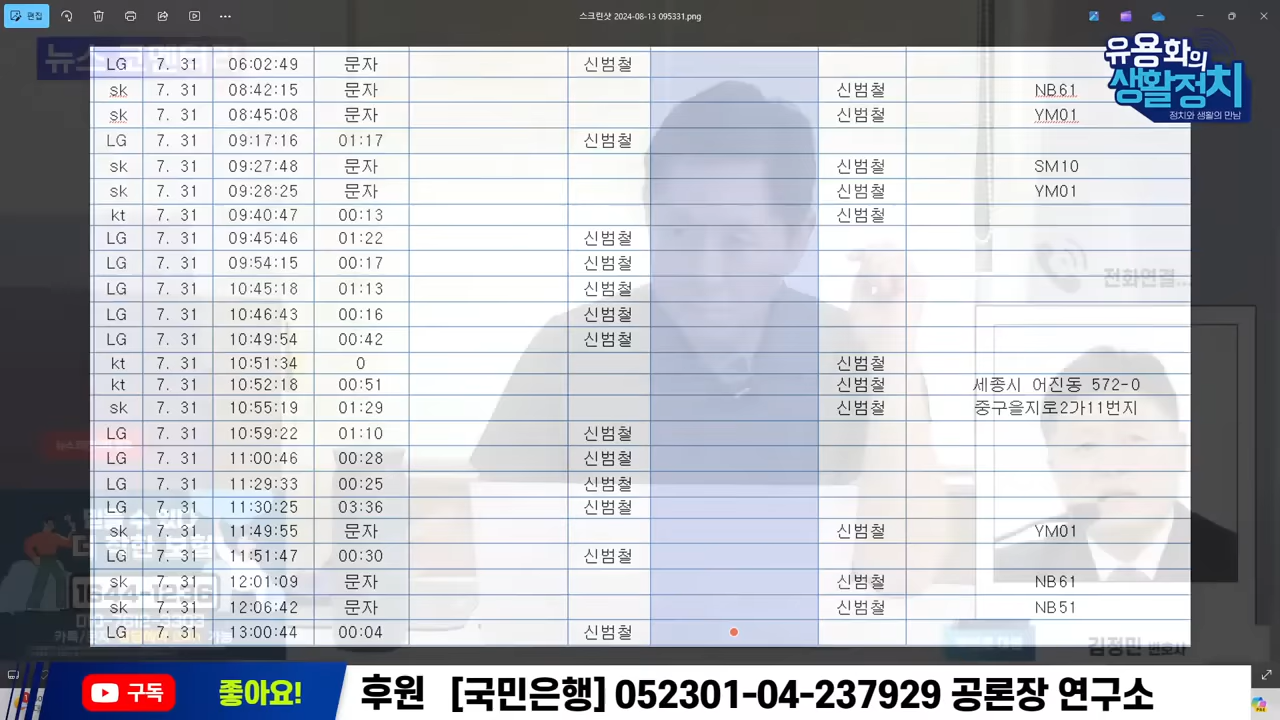 편집
스크린샷 2024-08-13 095331.png
유용화의
생활정치
정치와 생활의 만남
LG 7. 31 06:02:49 문자 신범철
sk 7. 31 08:42:15 문자 신범철 NB61
sk 7. 31 08:45:08 문자 신범철 YM01
LG 7. 31 09:17:16 01:17 신범철
sk 7. 31 09:27:48 문자 신범철 SM10
sk 7. 31 09:28:25 문자 신범철 YM01
kt 7. 31 09:40:47 00:13 신범철
LG 7. 31 09:45:46 01:22 신범철
LG 7. 31 09:54:15 00:17 신범철
LG 7. 31 10:45:18 01:13 신범철
LG 7. 31 10:46:43 00:16 신범철
LG 7. 31 10:49:54 00:42 신범철
kt 7. 31 10:51:34 0 신범철
kt 7. 31 10:52:18 00:51 신범철 세종시 어진동 572-0
sk 7. 31 10:55:19 01:29 신범철 중구을지로2가11번지
LG 7. 31 10:59:22 01:10 신범철
LG 7. 31 11:00:46 00:28 신범철
LG 7. 31 11:29:33 00:25 신범철
LG 7. 31 11:30:25 03:36 신범철
sk 7. 31 11:49:55 문자 신범철 YM01
LG 7. 31 11:51:47 00:30 신범철
sk 7. 31 12:01:09 문자 신범철 NB61
sk 7. 31 12:06:42 문자 신범철 NB51
LG 7. 31 13:00:44 00:04 신범철
전화연결...
1644-1236
김정민 변호사
구독 좋아요! 후원 [국민은행] 052301-04-237929 공론장 연구소